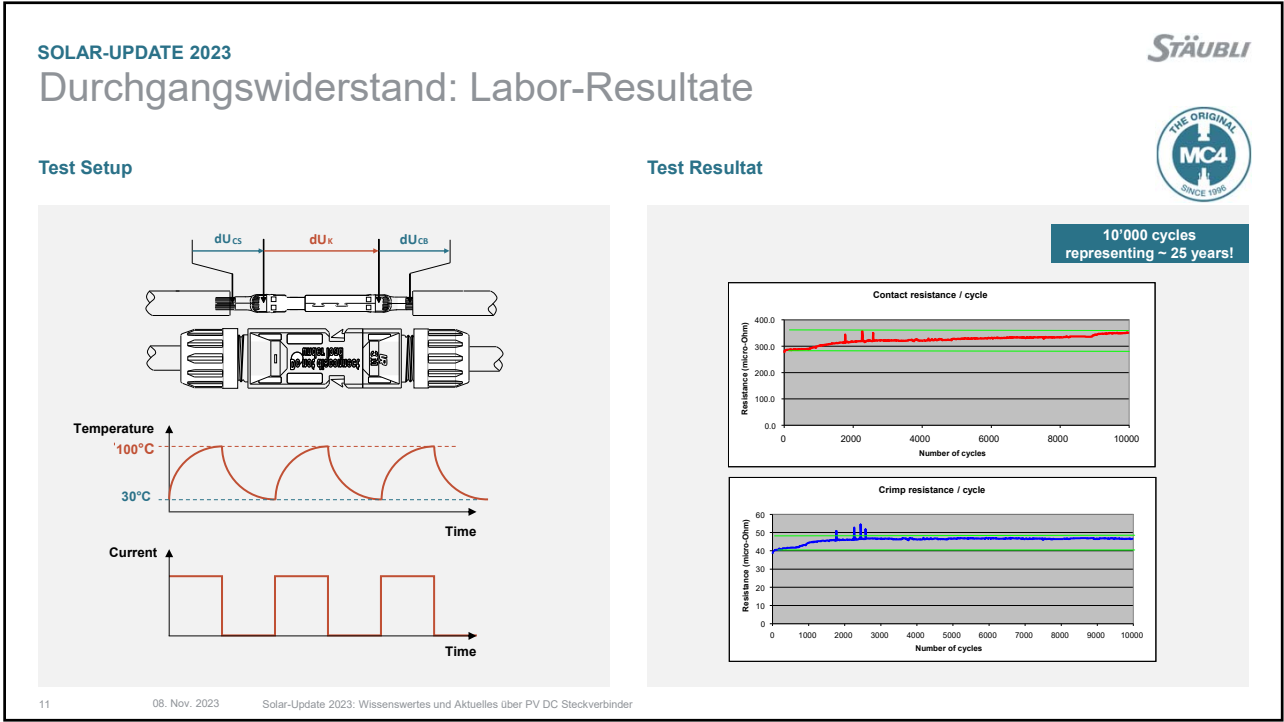 SOLAR-UPDATE 2023
STÄUBLI
Durchgangswiderstand: Labor-Resultate
THE ORIGINAL
MC4
SINCE 1996
Test Setup
dUCS
dUK
dUCB
Temperature
100°C
30°C
Time
Current
Time
Test Resultat
10'000 cycles
representing ~ 25 years!
Contact resistance / cycle
Resistance (micro-Ohm)
400.0
300.0
200.0
100.0
0.0
0 2000 4000 6000 8000 10000
Number of cycles
Crimp resistance / cycle
Resistance (micro-Ohm)
60
50
40
30
20
10
0
0 1000 2000 3000 4000 5000 6000 7000 8000 9000 10000
Number of cycles
11 08. Nov. 2023 Solar-Update 2023: Wissenswertes und Aktuelles über PV DC Steckverbinder